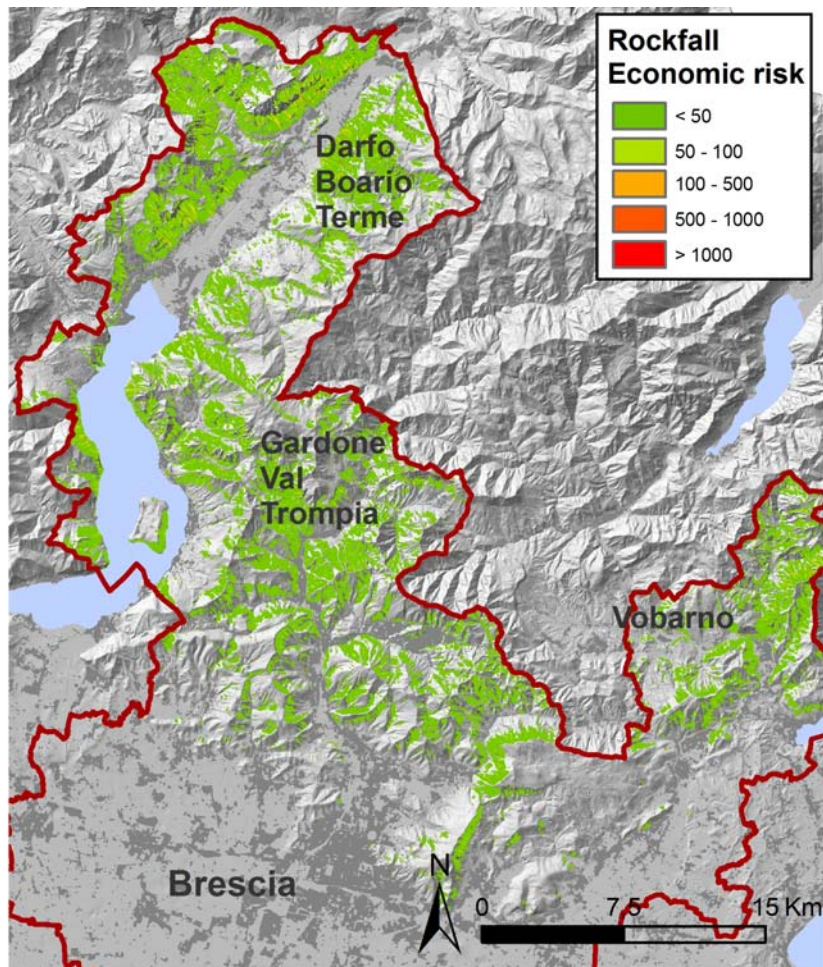 Rockfall
Economic risk
< 50
50 - 100
100 - 500
500 - 1000
> 1000
Darfo
Boario
Terme
Gardone
Val
Trompia
Vobarno
Brescia
N
0 7.5 15 Km